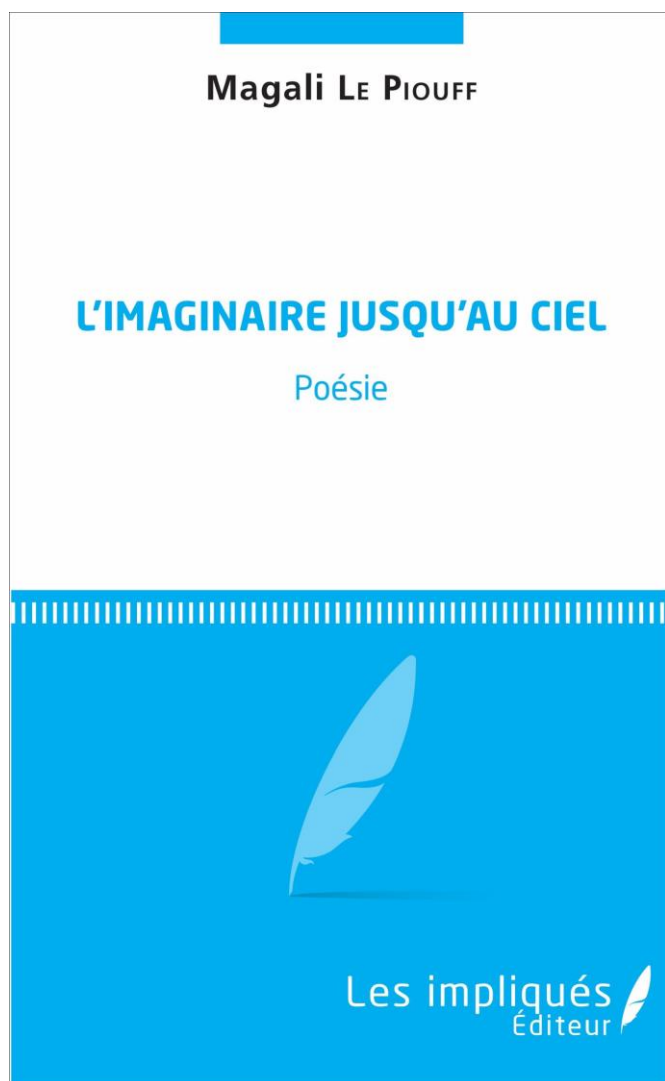 Magali Le Piouff
L'IMAGINAIRE JUSQU'AU CIEL
Poésie
Les impliqués
Éditeur